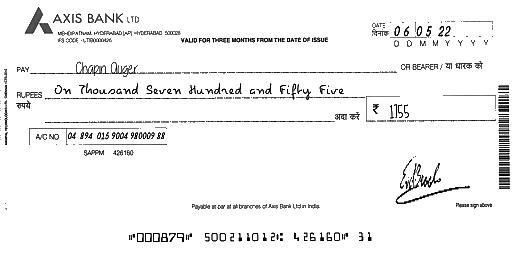 AXIS BANK LTD
MEHDIPATNAM, HYDERABAD [AP] HYDERABAD 500028
IFS CODE - UTIB0000426
VALID FOR THREE MONTHS FROM THE DATE OF ISSUE
DATE
दिनांक 06 05 22
D D M M Y Y Y Y
PAY Chapin Auger OR BEARER / या धारक को
RUPEES On Thousand Seven Hundred and Fifty Five
रुपये अदा करें ₹ 1755
A/C NO 04 894 015 9004 980009 88
SAPPM 426160
Payable at par at all branches of Axis Bank Ltd in India.
Please sign above
⑈000879⑈ 500211012⑆ 426160⑈ 31